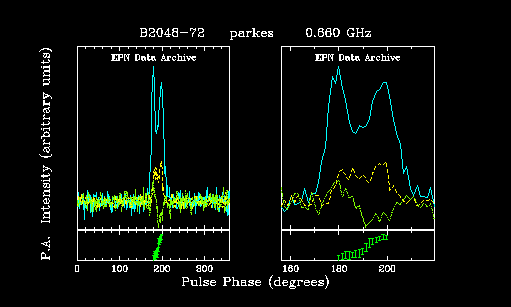 B2048-72 parkes 0.660 GHz
EPN Data Archive EPN Data Archive
Intensity (arbitrary units)
P.A.
0 100 200 300 160 180 200
Pulse Phase (degrees)